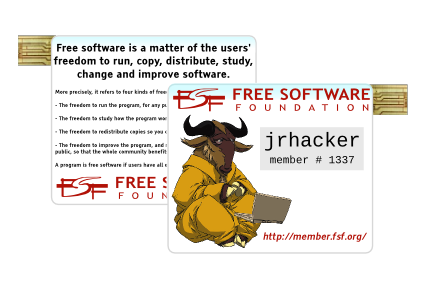 Free software is a matter of the users'
freedom to run, copy, distribute, study,
change and improve software.
More precisely, it refers to four kinds of free
- The freedom to run the program, for any pu
- The freedom to study how the program wor
- The freedom to redistribute copies so you c
- The freedom to improve the program, and
public, so that the whole community benefit
A program is free software if users have all
FSF FREE S
FOUN
FSF FREE SOFTWARE
FOUNDATION
jrhacker
member # 1337
http://member.fsf.org/